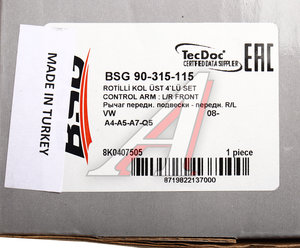 TecDoc
CERTIFIED DATA SUPPLIER
EAC
BSG 90-315-115
ROTİLLİ KOL ÜST 4'LÜ SET
CONTROL ARM : L/R FRONT
Рычаг передн. подвески - передн. R/L
VW 08-
A4-A5-A7-Q5
8K0407505 1 piece
8719822137000
MADE IN TURKEY
BSG